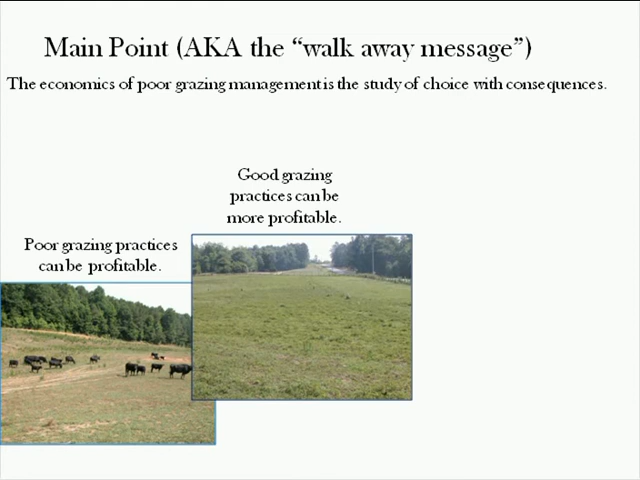 Main Point (AKA the “walk away message”)
The economics of poor grazing management is the study of choice with consequences.
Good grazing
practices can be
more profitable.
Poor grazing practices
can be profitable.